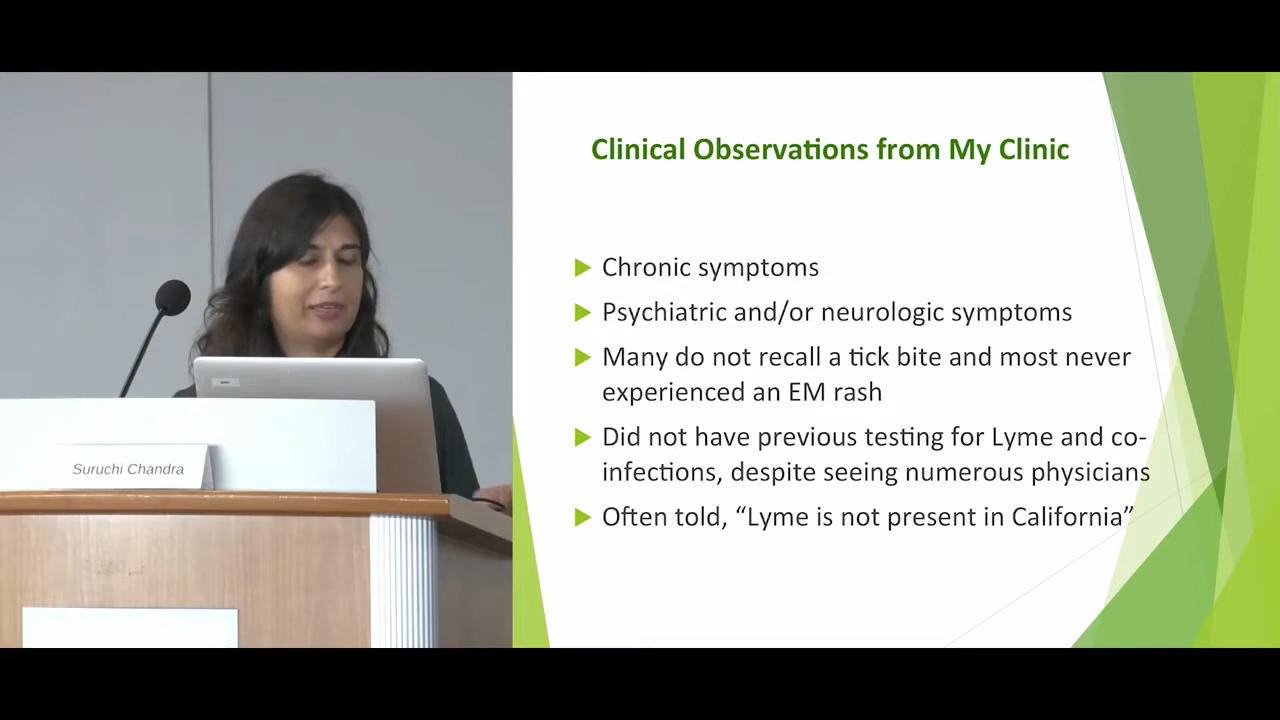 Clinical Observations from My Clinic
Chronic symptoms
Psychiatric and/or neurologic symptoms
Many do not recall a tick bite and most never
experienced an EM rash
Did not have previous testing for Lyme and co-
infections, despite seeing numerous physicians
Often told, “Lyme is not present in California”
Suruchi Chandra